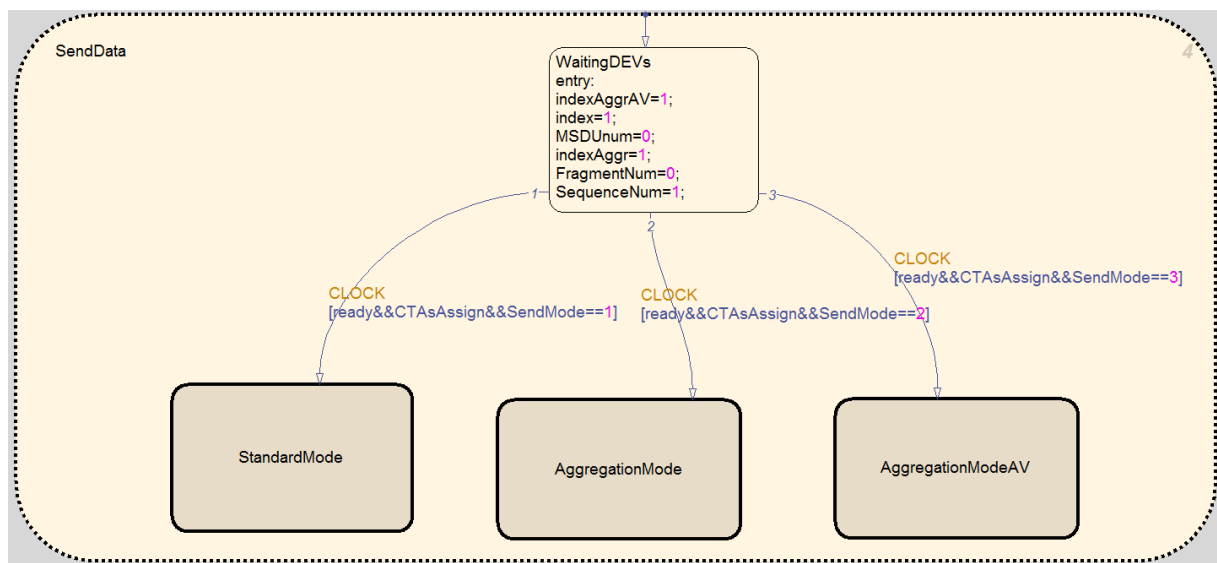 SendData
4
WaitingDEVs
entry:
indexAggrAV=1;
index=1;
MSDUnum=0;
indexAggr=1;
FragmentNum=0;
SequenceNum=1;
1
2
3
CLOCK
[ready&&CTAsAssign&&SendMode==3]
CLOCK
[ready&&CTAsAssign&&SendMode==1]
CLOCK
[ready&&CTAsAssign&&SendMode==2]
StandardMode
AggregationMode
AggregationModeAV